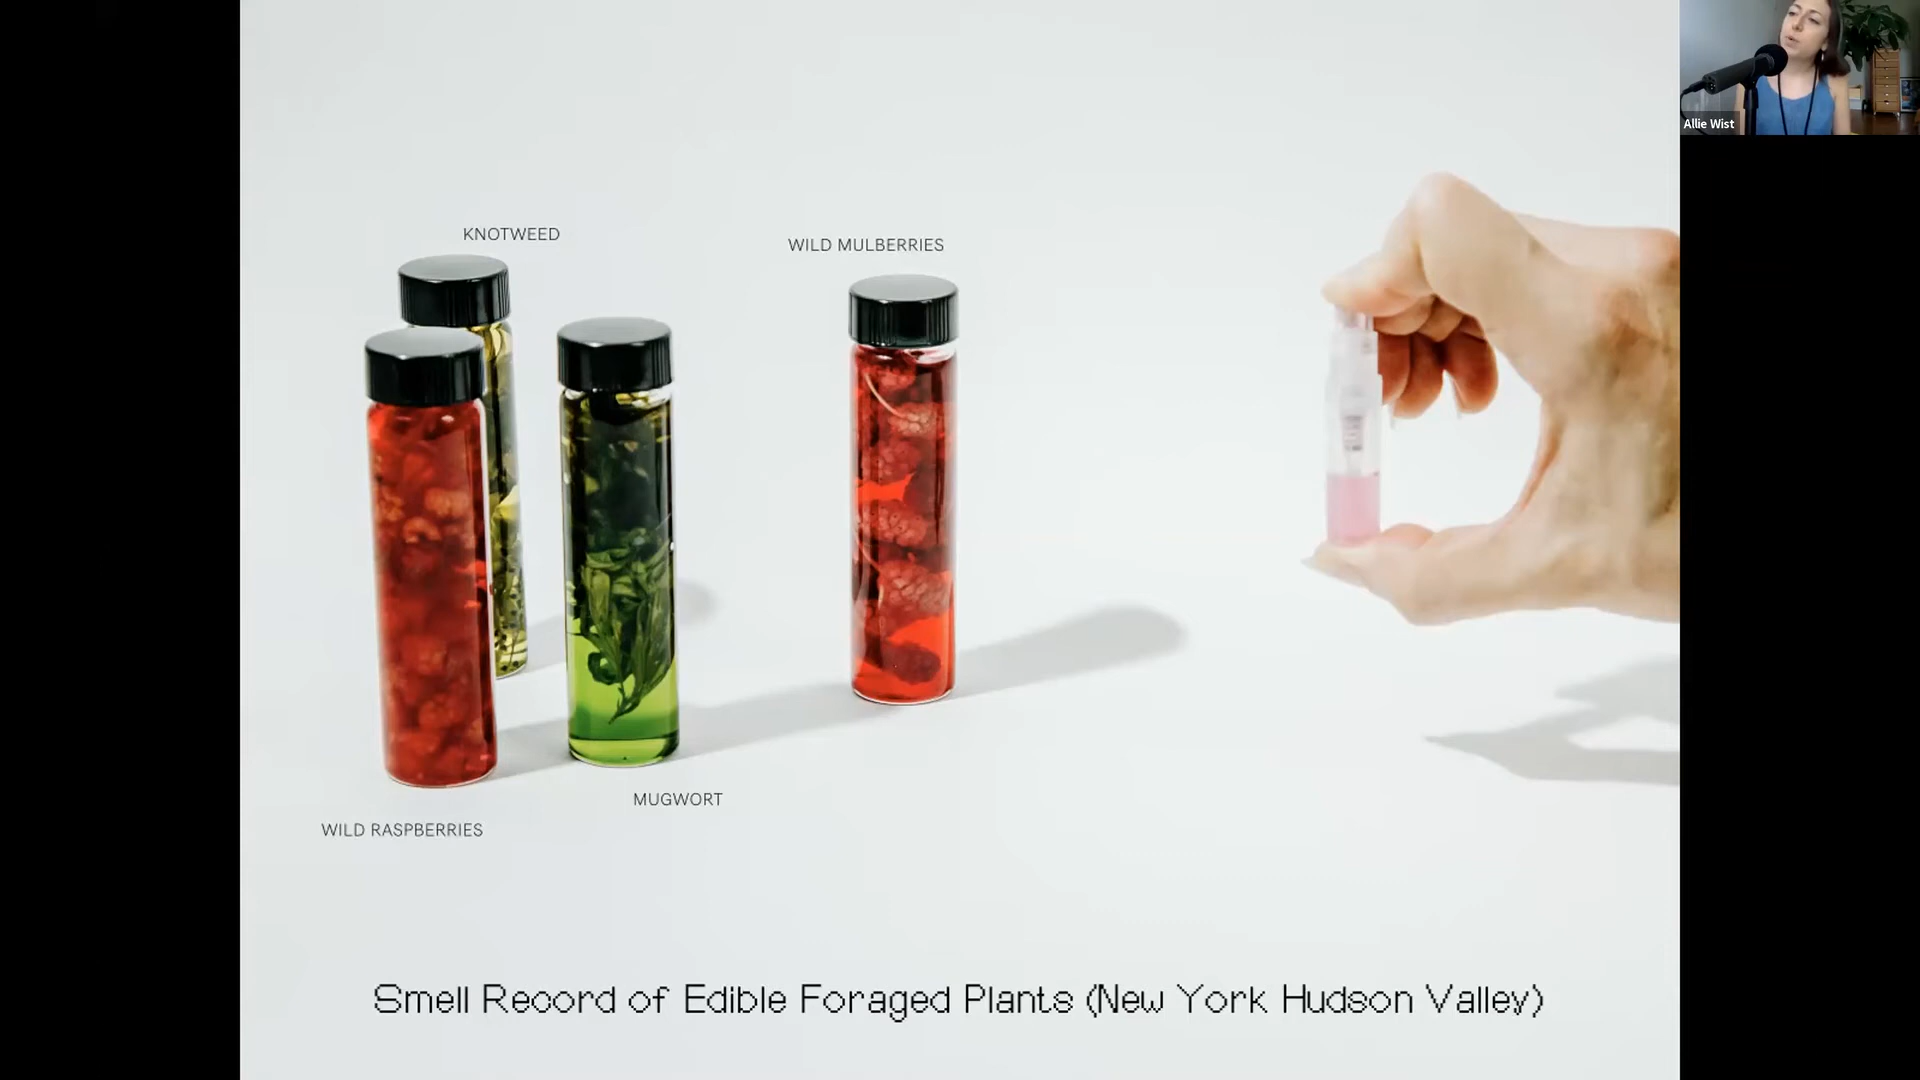 Allie Wist
KNOTWEED
WILD MULBERRIES
MUGWORT
WILD RASPBERRIES
Smell Record of Edible Foraged Plants (New York Hudson Valley)